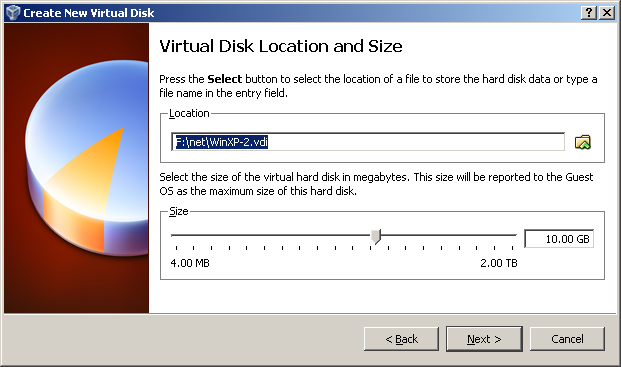 Create New Virtual Disk
Virtual Disk Location and Size
Press the Select button to select the location of a file to store the hard disk data or type a
file name in the entry field.
Location
F:\net\WinXP-2.vdi
Select the size of the virtual hard disk in megabytes. This size will be reported to the Guest
OS as the maximum size of this hard disk.
Size
10.00 GB
4.00 MB 2.00 TB
< Back Next > Cancel